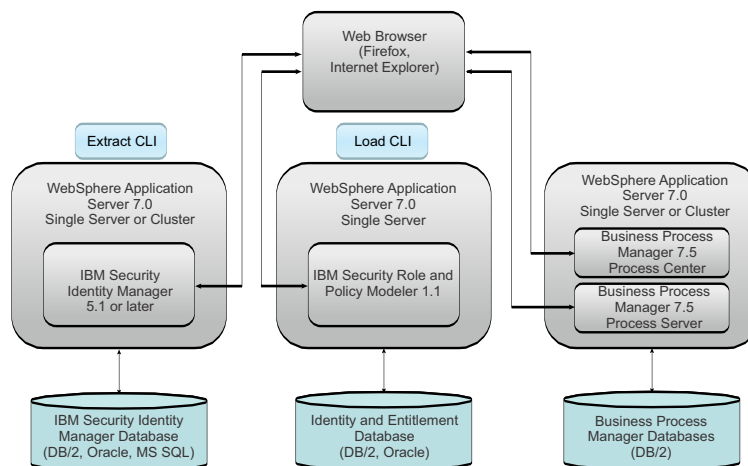 Web Browser
(Firefox,
Internet Explorer)
Extract CLI
Load CLI
WebSphere Application
Server 7.0
Single Server or Cluster
IBM Security
Identity Manager
5.1 or later
WebSphere Application
Server 7.0
Single Server
IBM Security Role and
Policy Modeler 1.1
WebSphere Application
Server 7.0
Single Server or Cluster
Business Process
Manager 7.5
Process Center
Business Process
Manager 7.5
Process Server
IBM Security Identity
Manager Database
(DB/2, Oracle, MS SQL)
Identity and Entitlement
Database
(DB/2, Oracle)
Business Process
Manager Databases
(DB/2)